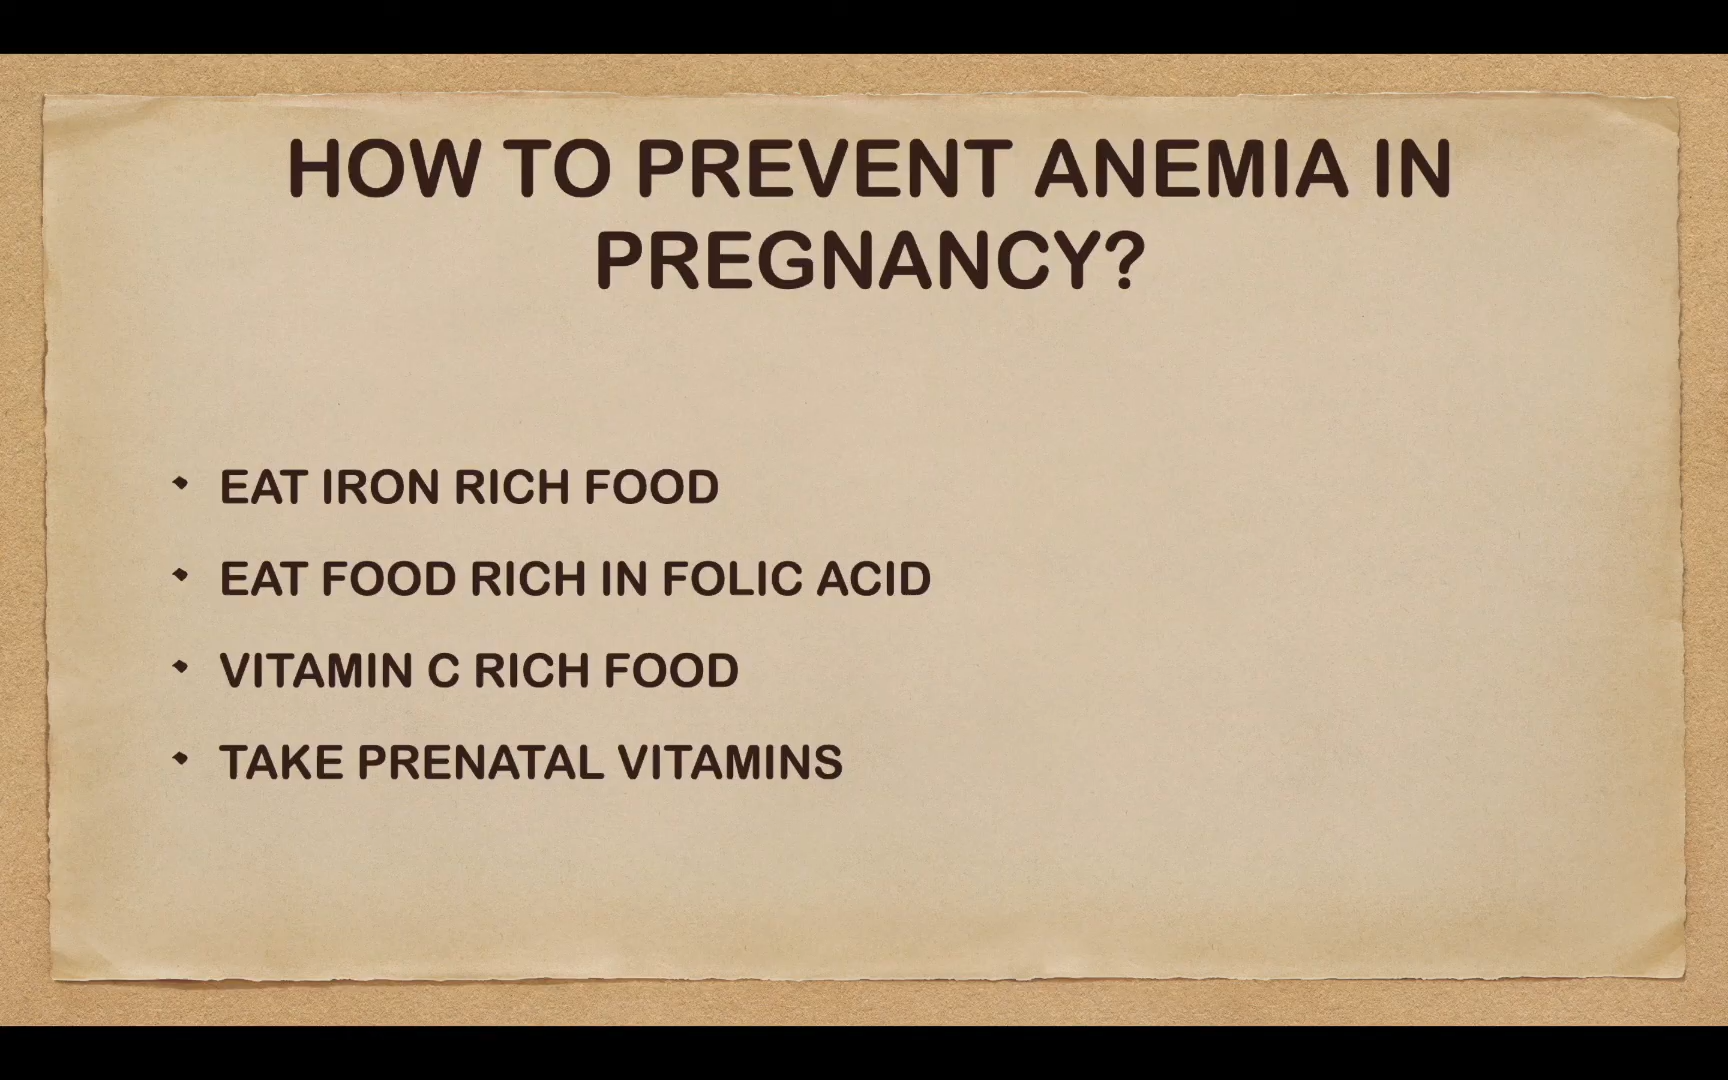 HOW TO PREVENT ANEMIA IN
PREGNANCY?
• EAT IRON RICH FOOD
• EAT FOOD RICH IN FOLIC ACID
• VITAMIN C RICH FOOD
• TAKE PRENATAL VITAMINS